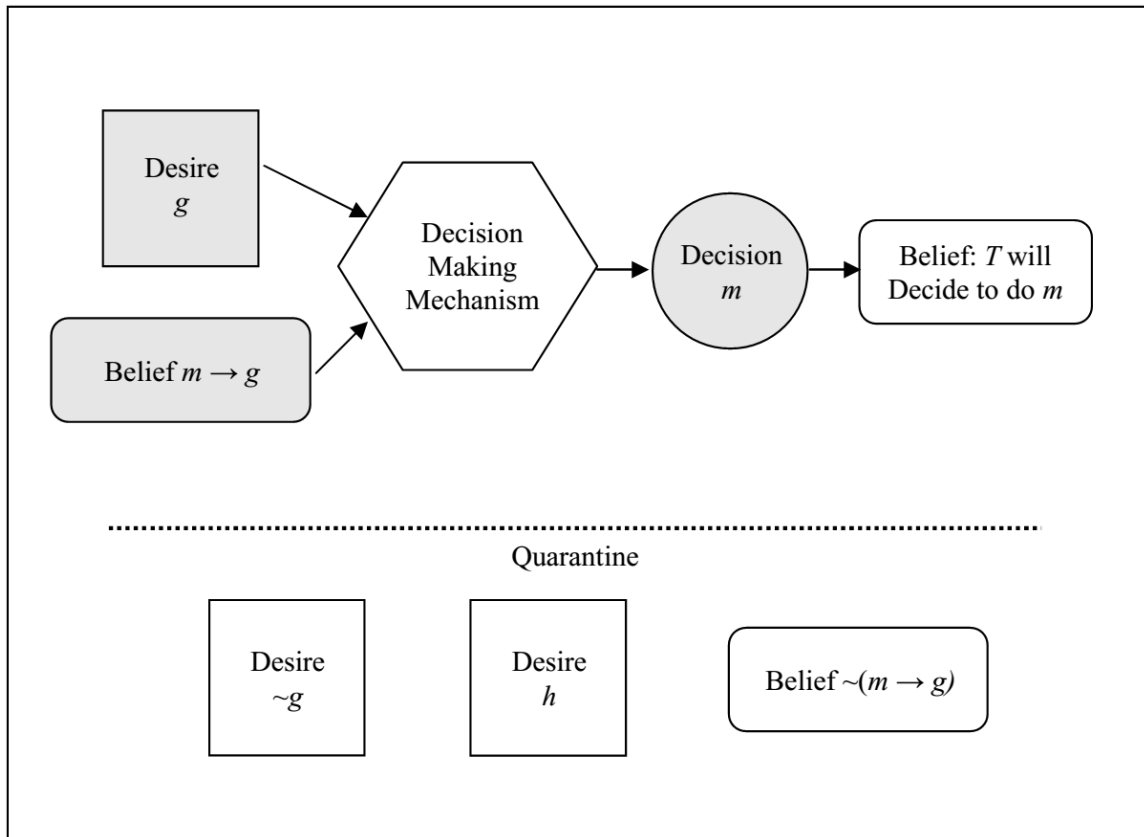 Desire
g
Decision
Making
Mechanism
Decision
m
Belief: T will
Decide to do m
Belief m → g
Quarantine
Desire
~g
Desire
h
Belief ~(m → g)